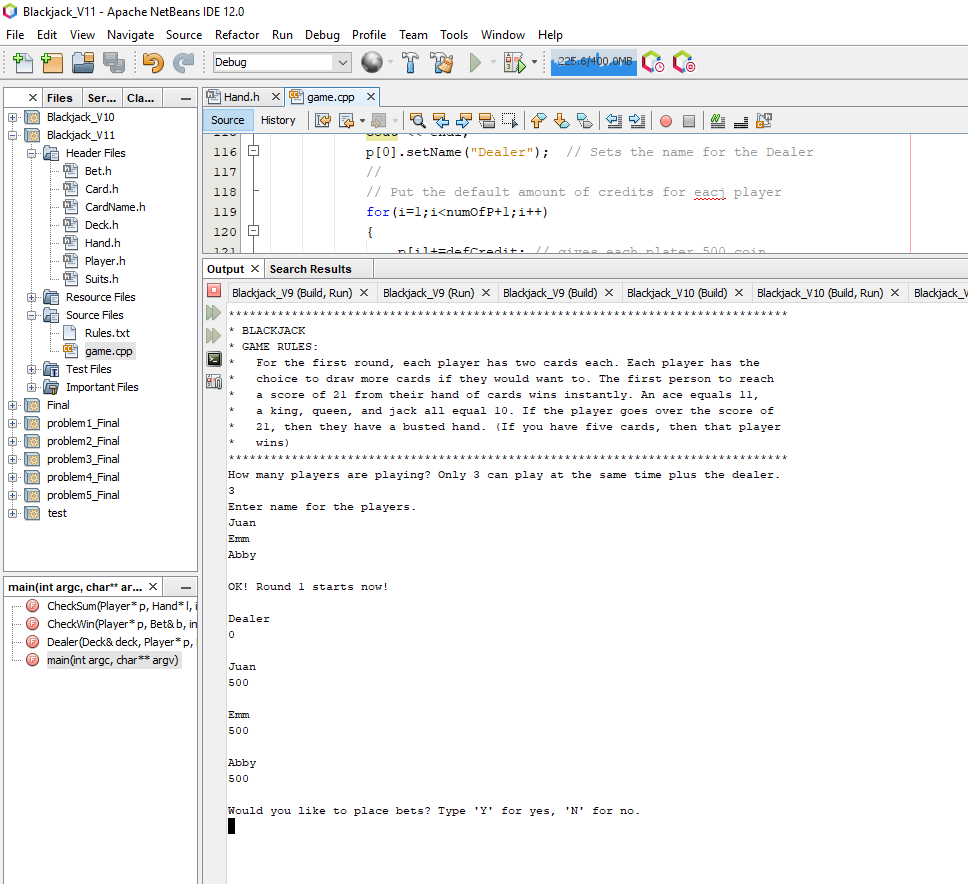 Blackjack_V11 - Apache NetBeans IDE 12.0
File Edit View Navigate Source Refactor Run Debug Profile Team Tools Window Help
Debug
225.6/400.0MB
Files Ser... Cla...
Blackjack_V10
Blackjack_V11
Header Files
Bet.h
Card.h
CardName.h
Deck.h
Hand.h
Player.h
Suits.h
Resource Files
Source Files
Rules.txt
game.cpp
Test Files
Important Files
Final
problem1_Final
problem2_Final
problem3_Final
problem4_Final
problem5_Final
test
main(int argc, char** ar...
CheckSum(Player* p, Hand* l, i
CheckWin(Player* p, Bet& b, in
Dealer(Deck& deck, Player* p,
main(int argc, char** argv)
Hand.h game.cpp
Source History
115 cout << endl;
116 p[0].setName("Dealer"); // Sets the name for the Dealer
117 //
118 // Put the default amount of credits for eacj player
119 for(i=1;i<numOfP+1;i++)
120 {
121 p[i]+=defCredit; // gives each plater 500 coin
Output Search Results
Blackjack_V9 (Build, Run) Blackjack_V9 (Run) Blackjack_V9 (Build) Blackjack_V10 (Build) Blackjack_V10 (Build, Run) Blackjack_V
********************************************************************************
* BLACKJACK
* GAME RULES:
* For the first round, each player has two cards each. Each player has the
* choice to draw more cards if they would want to. The first person to reach
* a score of 21 from their hand of cards wins instantly. An ace equals 11,
* a king, queen, and jack all equal 10. If the player goes over the score of
* 21, then they have a busted hand. (If you have five cards, then that player
* wins)
********************************************************************************
How many players are playing? Only 3 can play at the same time plus the dealer.
3
Enter name for the players.
Juan
Emm
Abby
OK! Round 1 starts now!
Dealer
0
Juan
500
Emm
500
Abby
500
Would you like to place bets? Type 'Y' for yes, 'N' for no.